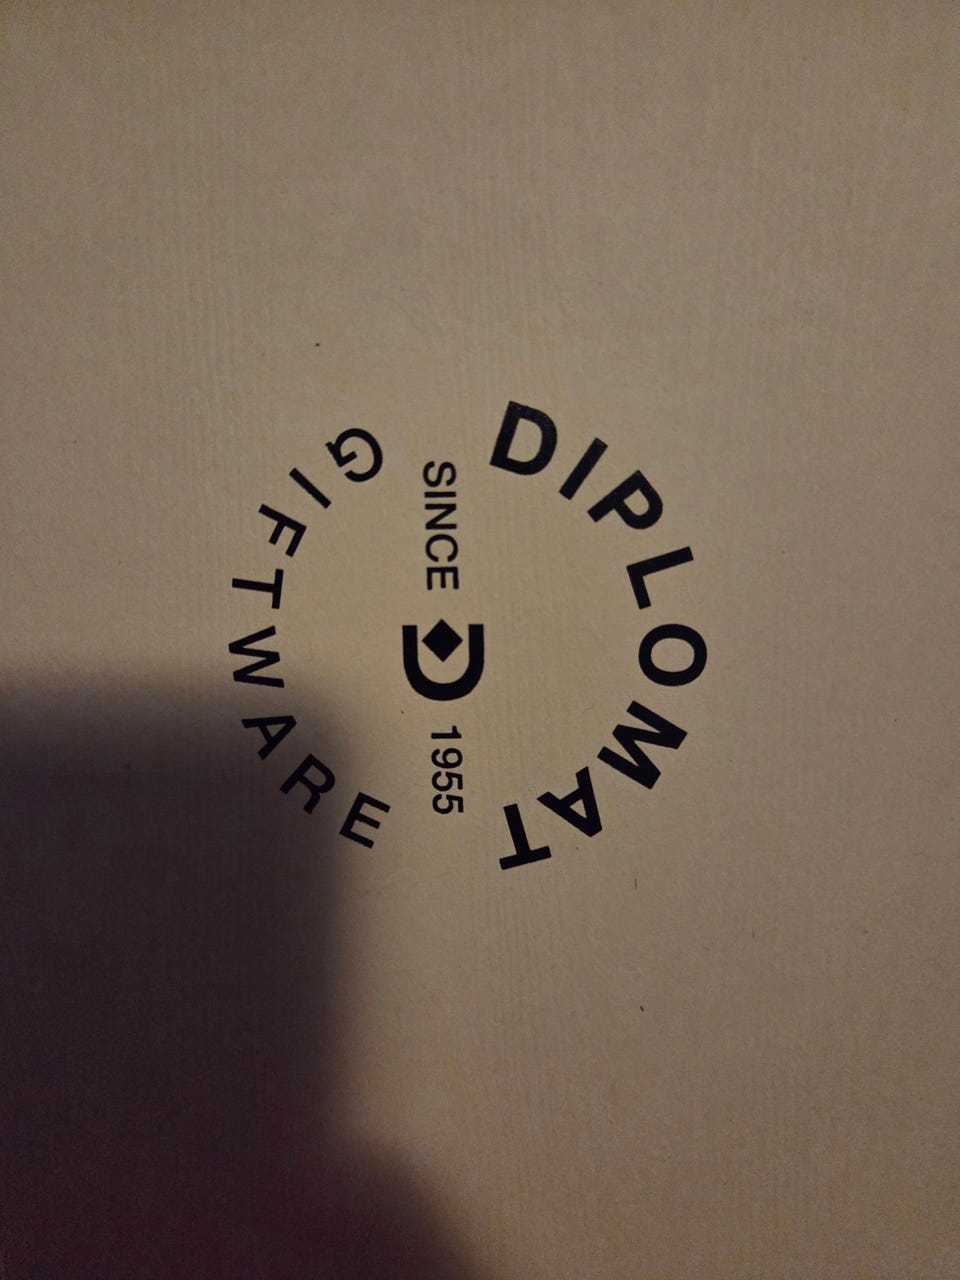 DIPLOMAT
SINCE 1955
GIFTWARE